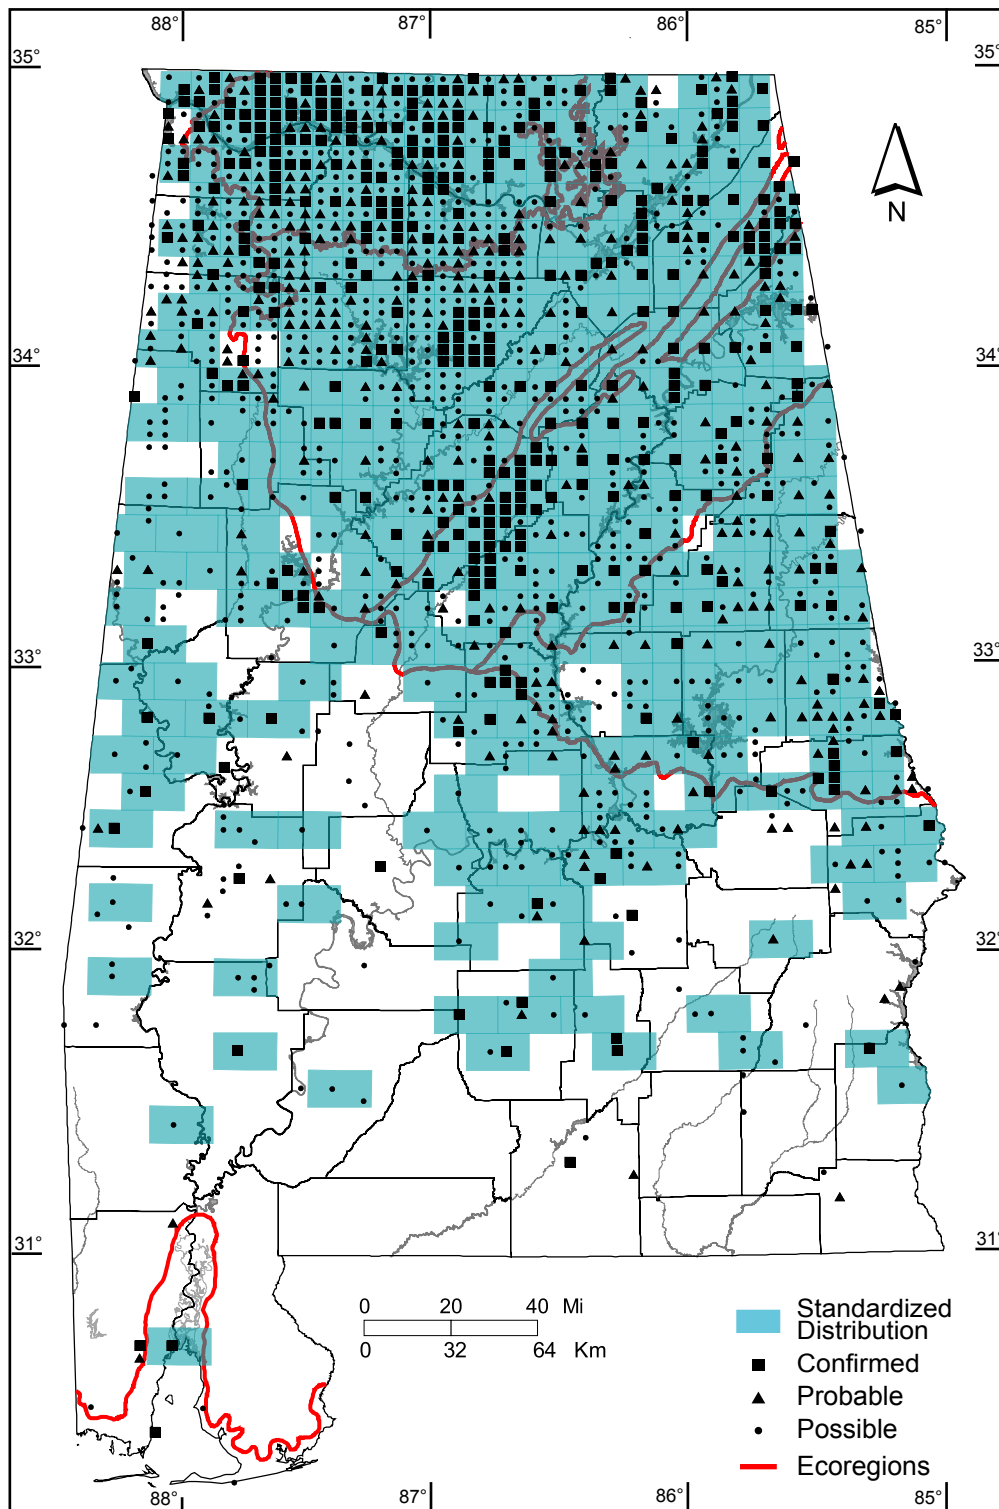 88° 87° 86° 85°
35° 35°
N
34° 34°
33° 33°
32° 32°
31° 31°
0 20 40 Mi
0 32 64 Km
Standardized
Distribution
Confirmed
Probable
Possible
Ecoregions
88° 87° 86° 85°